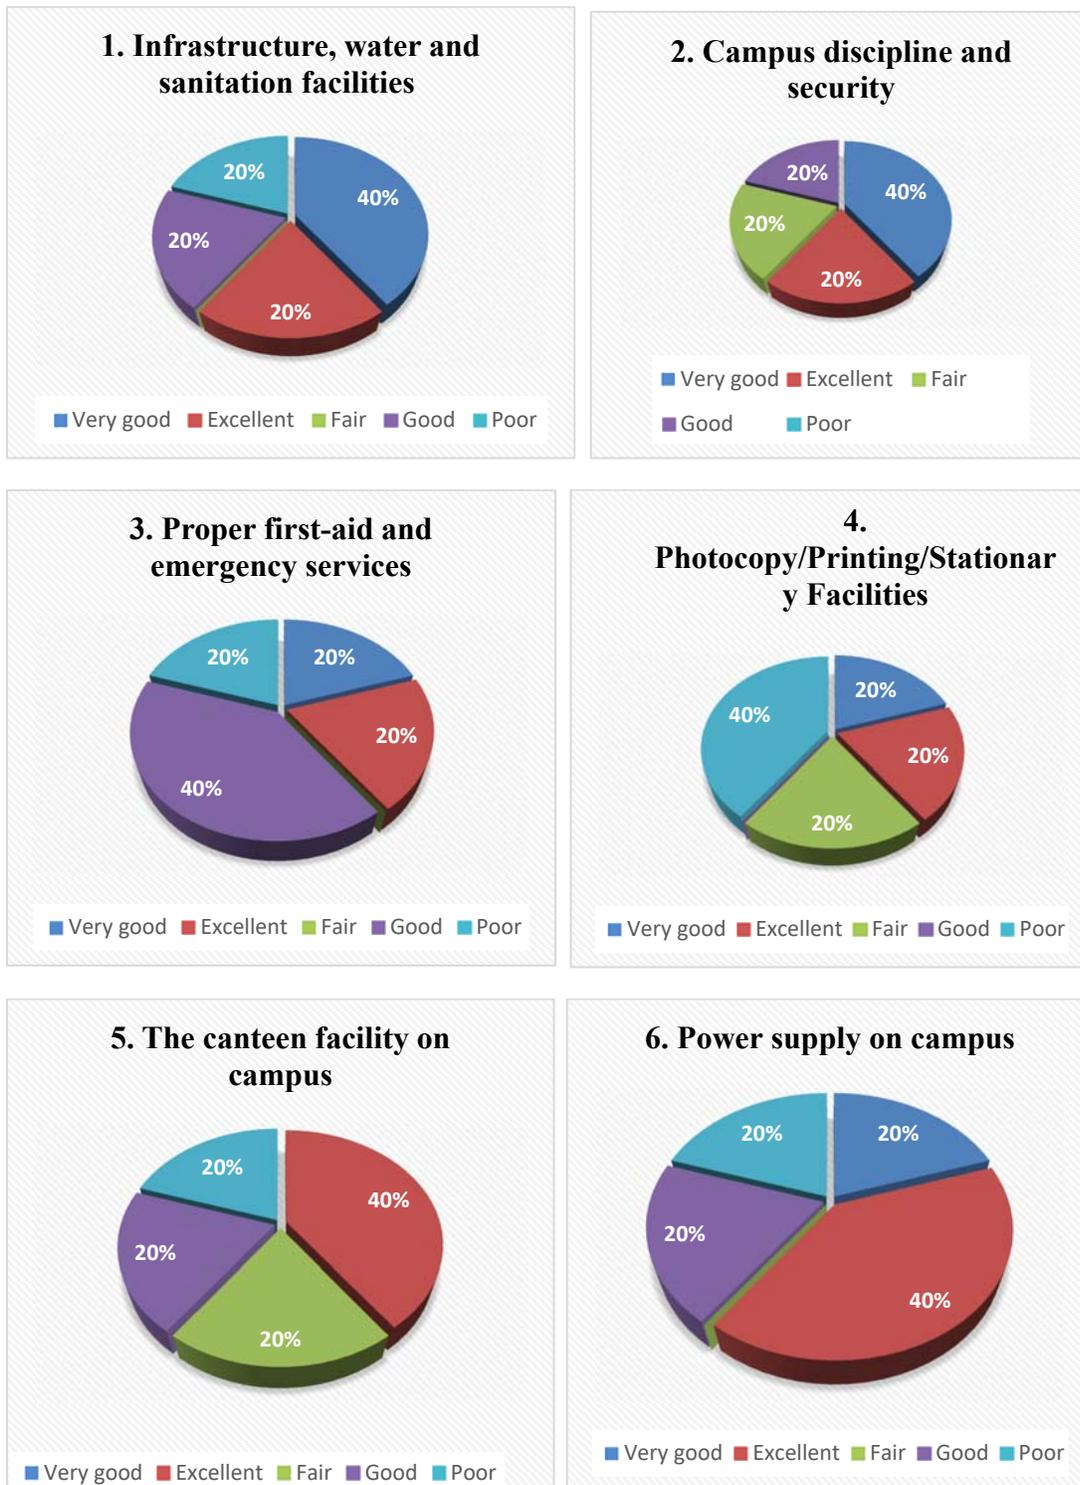 1. Infrastructure, water and
sanitation facilities
20%
40%
20%
20%
Very good Excellent Fair Good Poor
2. Campus discipline and
security
20%
40%
20%
20%
Very good Excellent Fair
Good Poor
3. Proper first-aid and
emergency services
20%
20%
20%
40%
Very good Excellent Fair Good Poor
4.
Photocopy/Printing/Stationar
y Facilities
20%
40%
20%
20%
Very good Excellent Fair Good Poor
5. The canteen facility on
campus
20%
40%
20%
20%
Very good Excellent Fair Good Poor
6. Power supply on campus
20%
20%
20%
40%
Very good Excellent Fair Good Poor